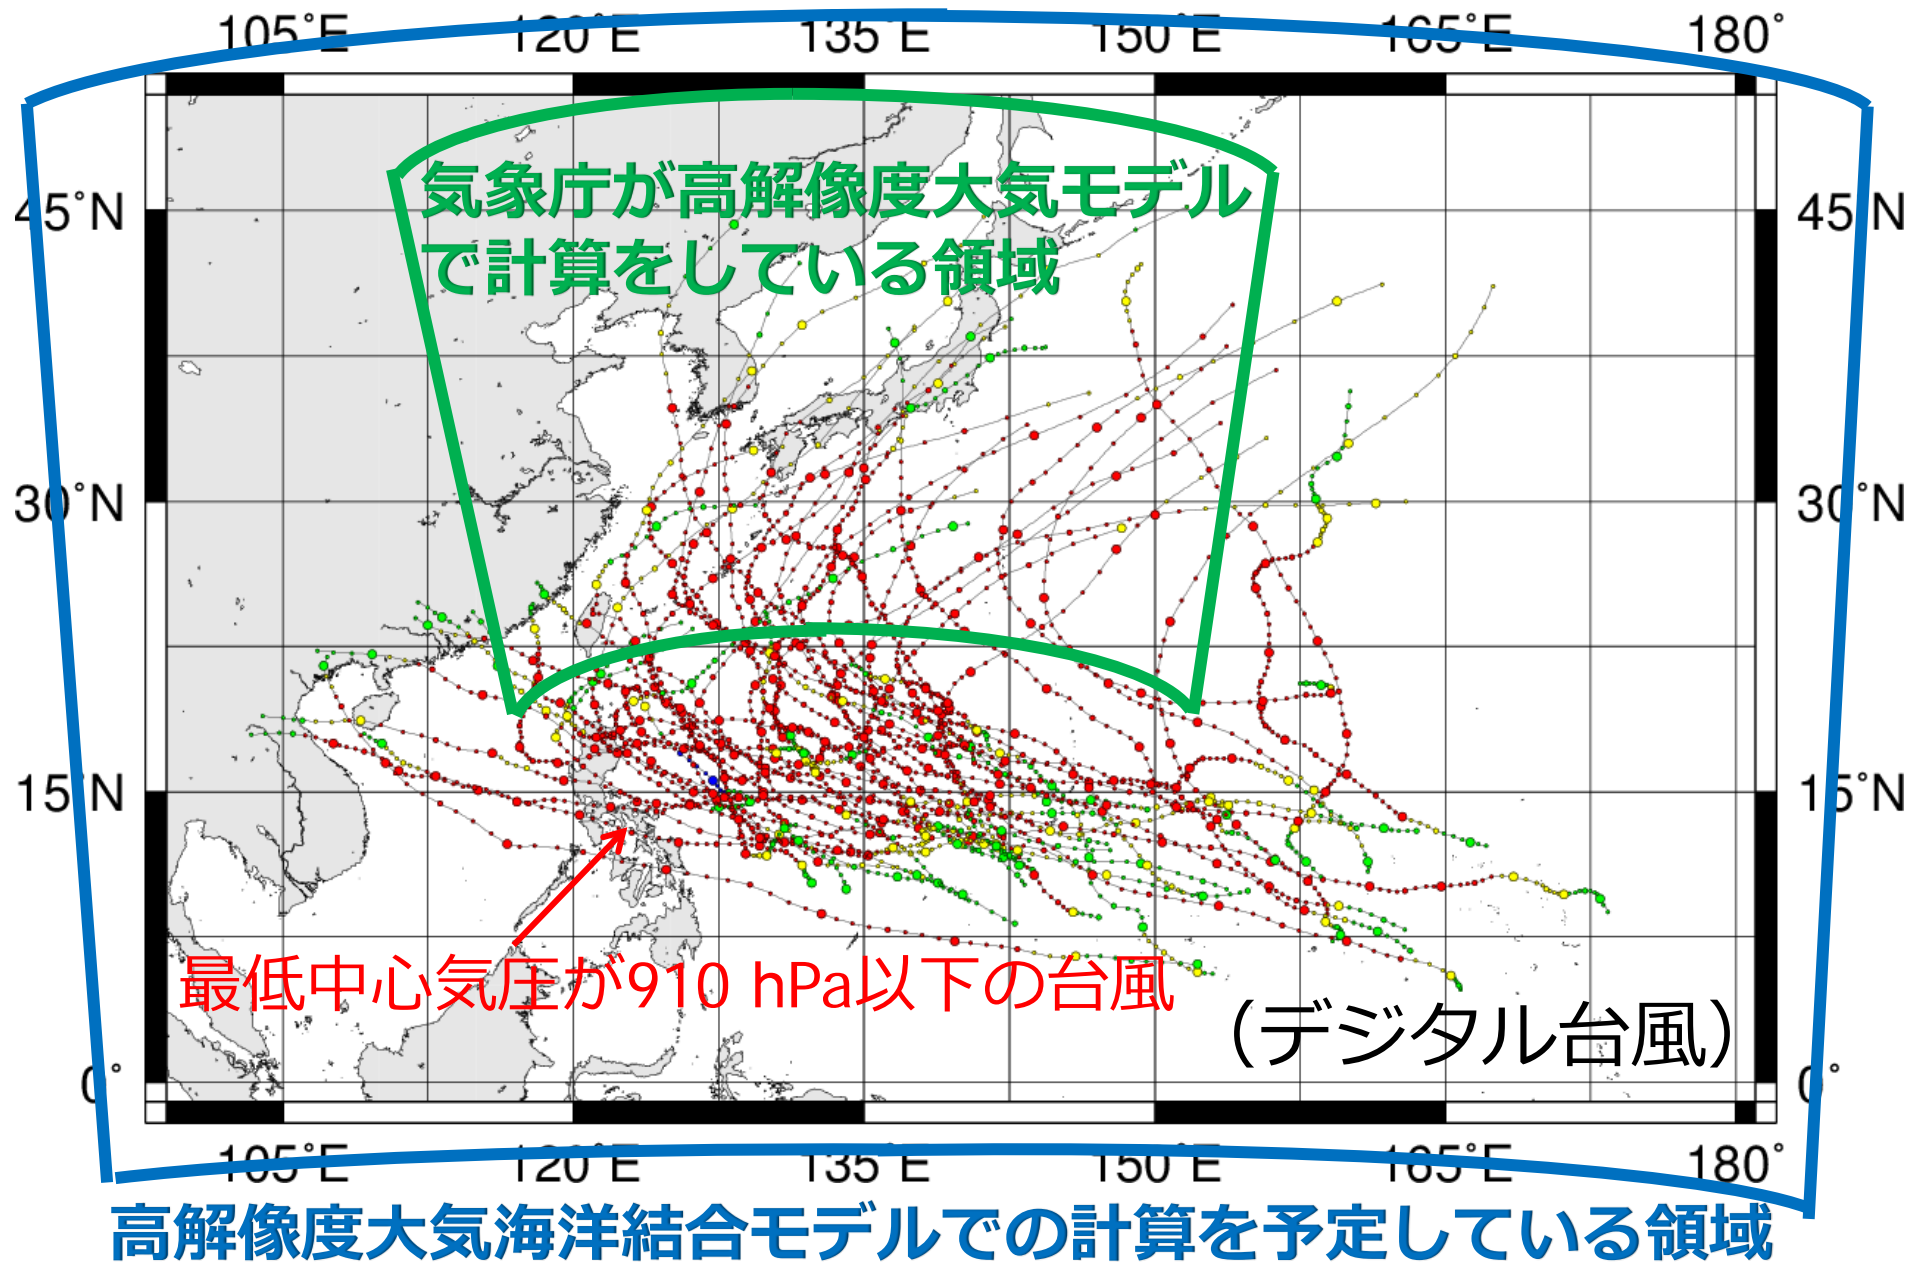 105°E 120°E 135°E 150°E 165°E 180°
気象庁が高解像度大気モデル
で計算をしている領域
45°N 45°N
30°N 30°N
15°N 15°N
最低中心気圧が910 hPa以下の台風
（デジタル台風）
0° 0°
105°E 120°E 135°E 150°E 165°E 180°
高解像度大気海洋結合モデルでの計算を予定している領域